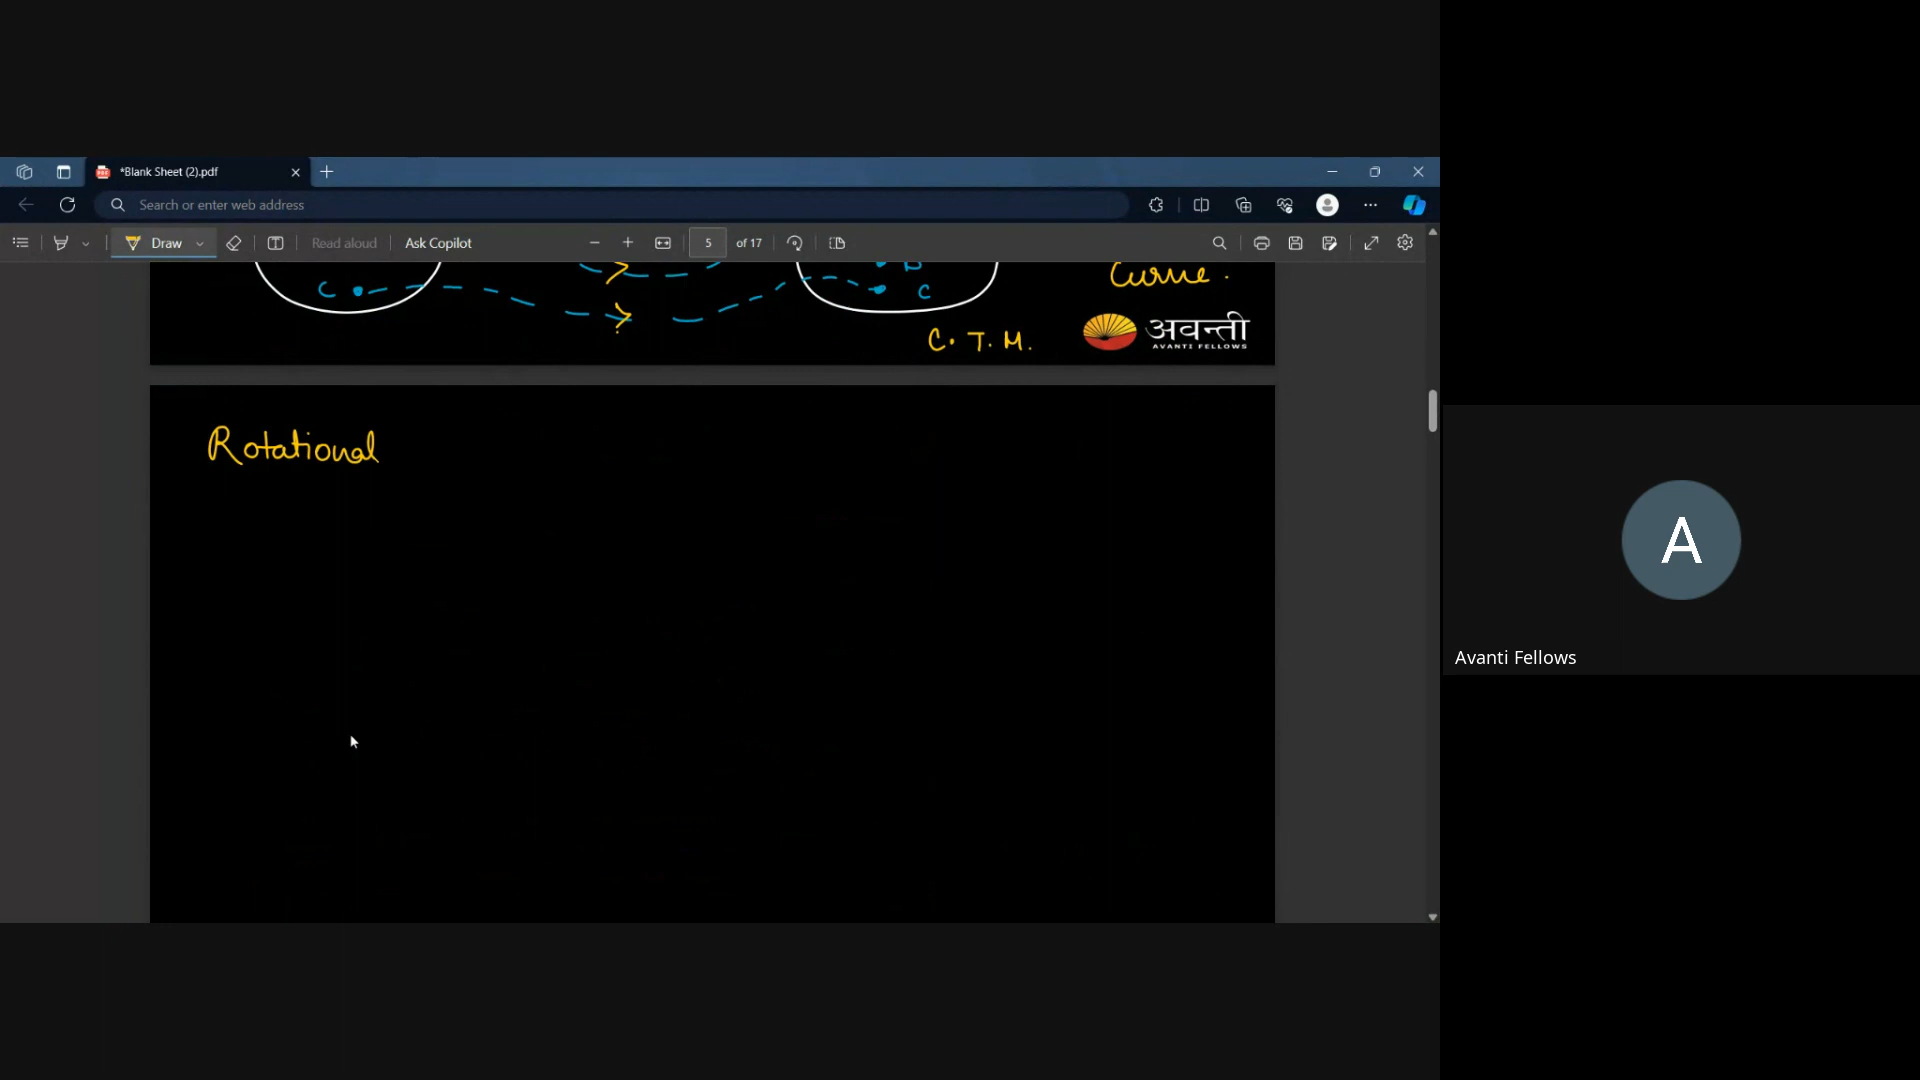 *Blank Sheet (2).pdf
Search or enter web address
Draw
Read aloud
Ask Copilot
5 of 17
C
C
Curve.
C. T. M.
अवन्ती
AVANTI FELLOWS
Rotational
A
Avanti Fellows